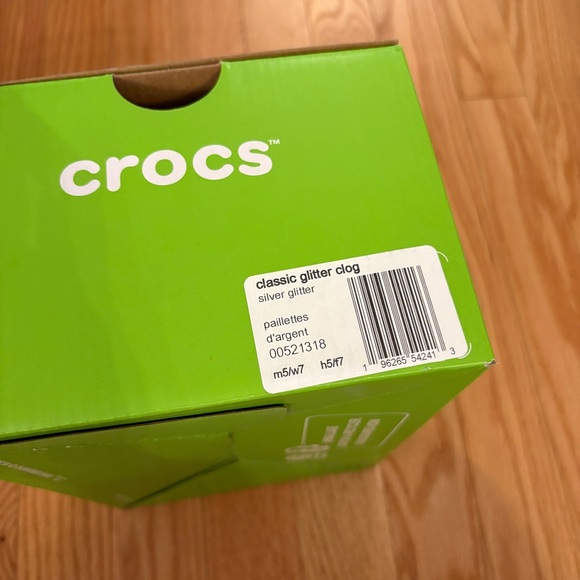 crocs™
classic glitter clog
silver glitter
paillettes
d'argent
00521318
m5/w7 h5/f7
1 96265 54241 3